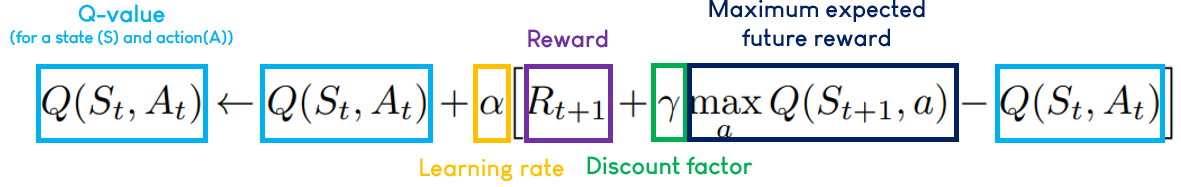 Q-value
(for a state (S) and action(A))
Maximum expected
future reward
Reward
Q(S_t, A_t) ← Q(S_t, A_t) + α[R_{t+1} + γ max_a Q(S_{t+1}, a) − Q(S_t, A_t)]
Learning rate
Discount factor